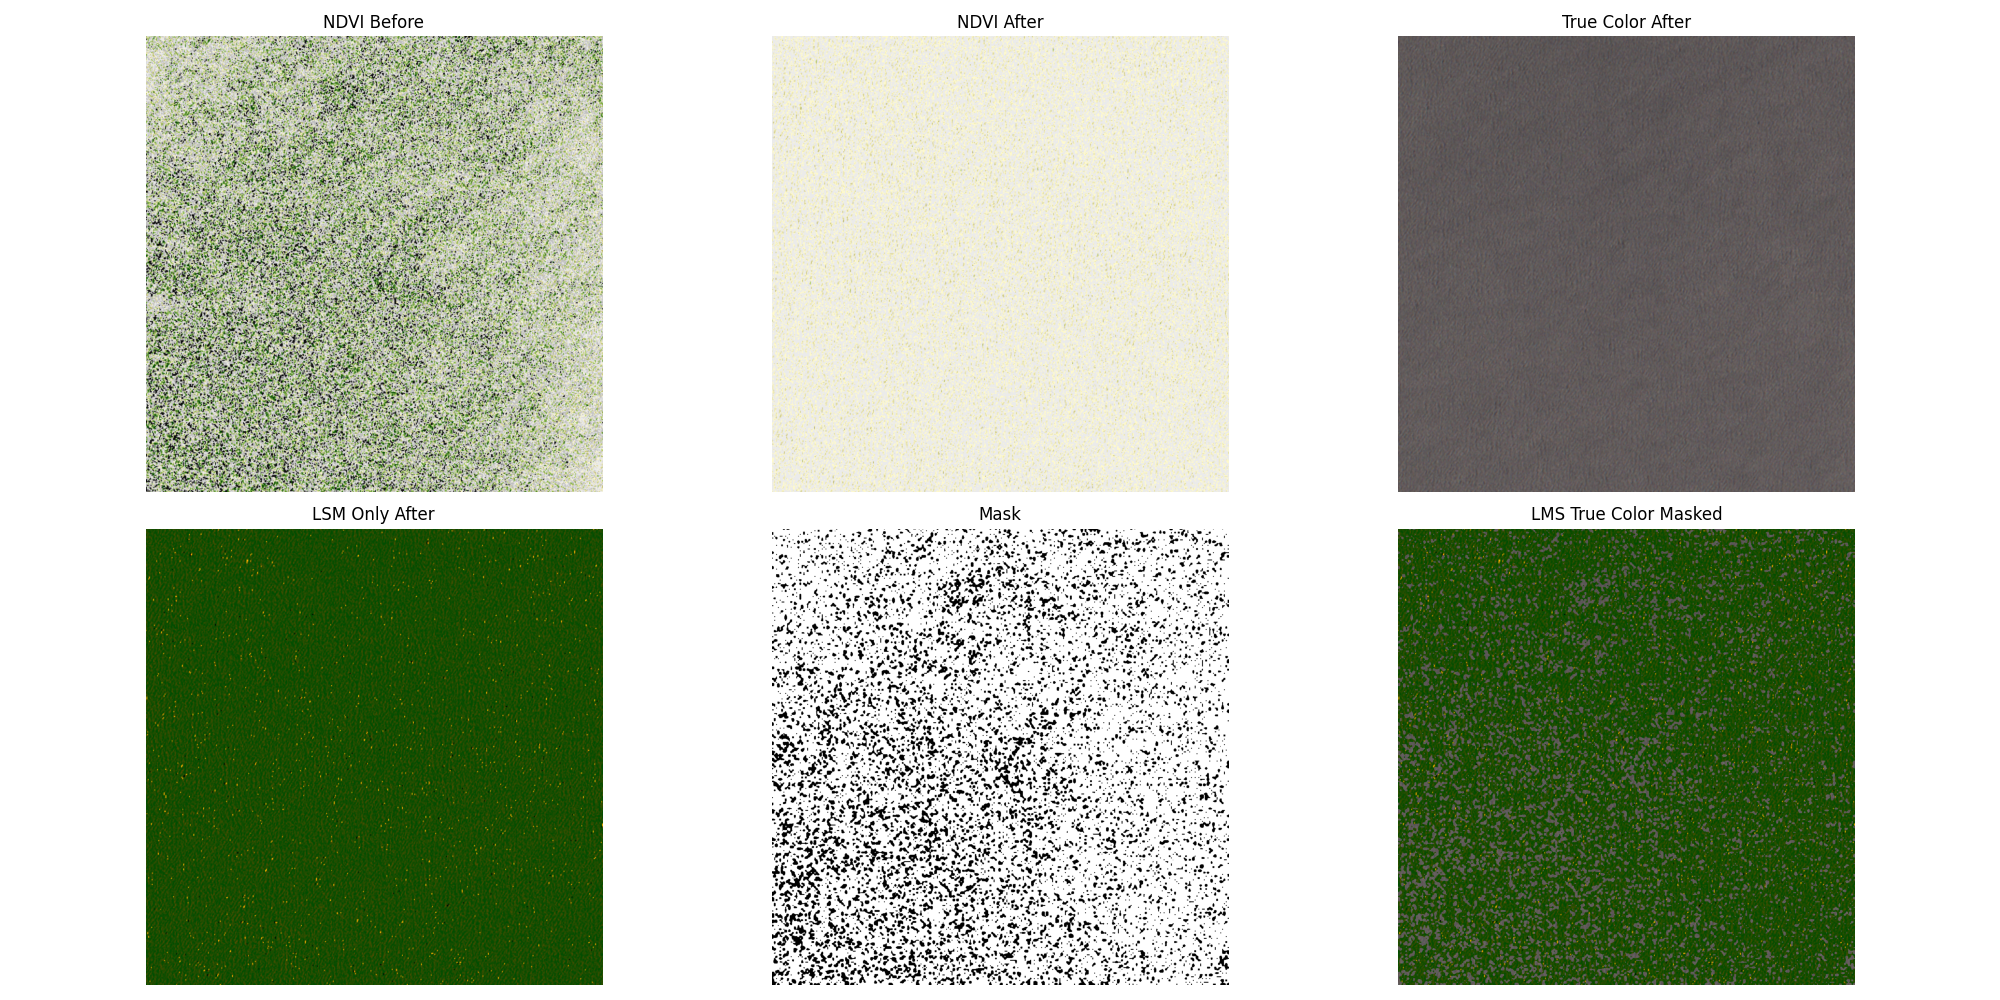 NDVI Before
NDVI After
True Color After
LSM Only After
Mask
LMS True Color Masked